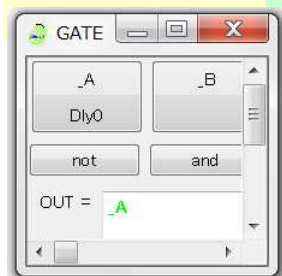 GATE
_A _B
Dly0
not and
OUT = _A